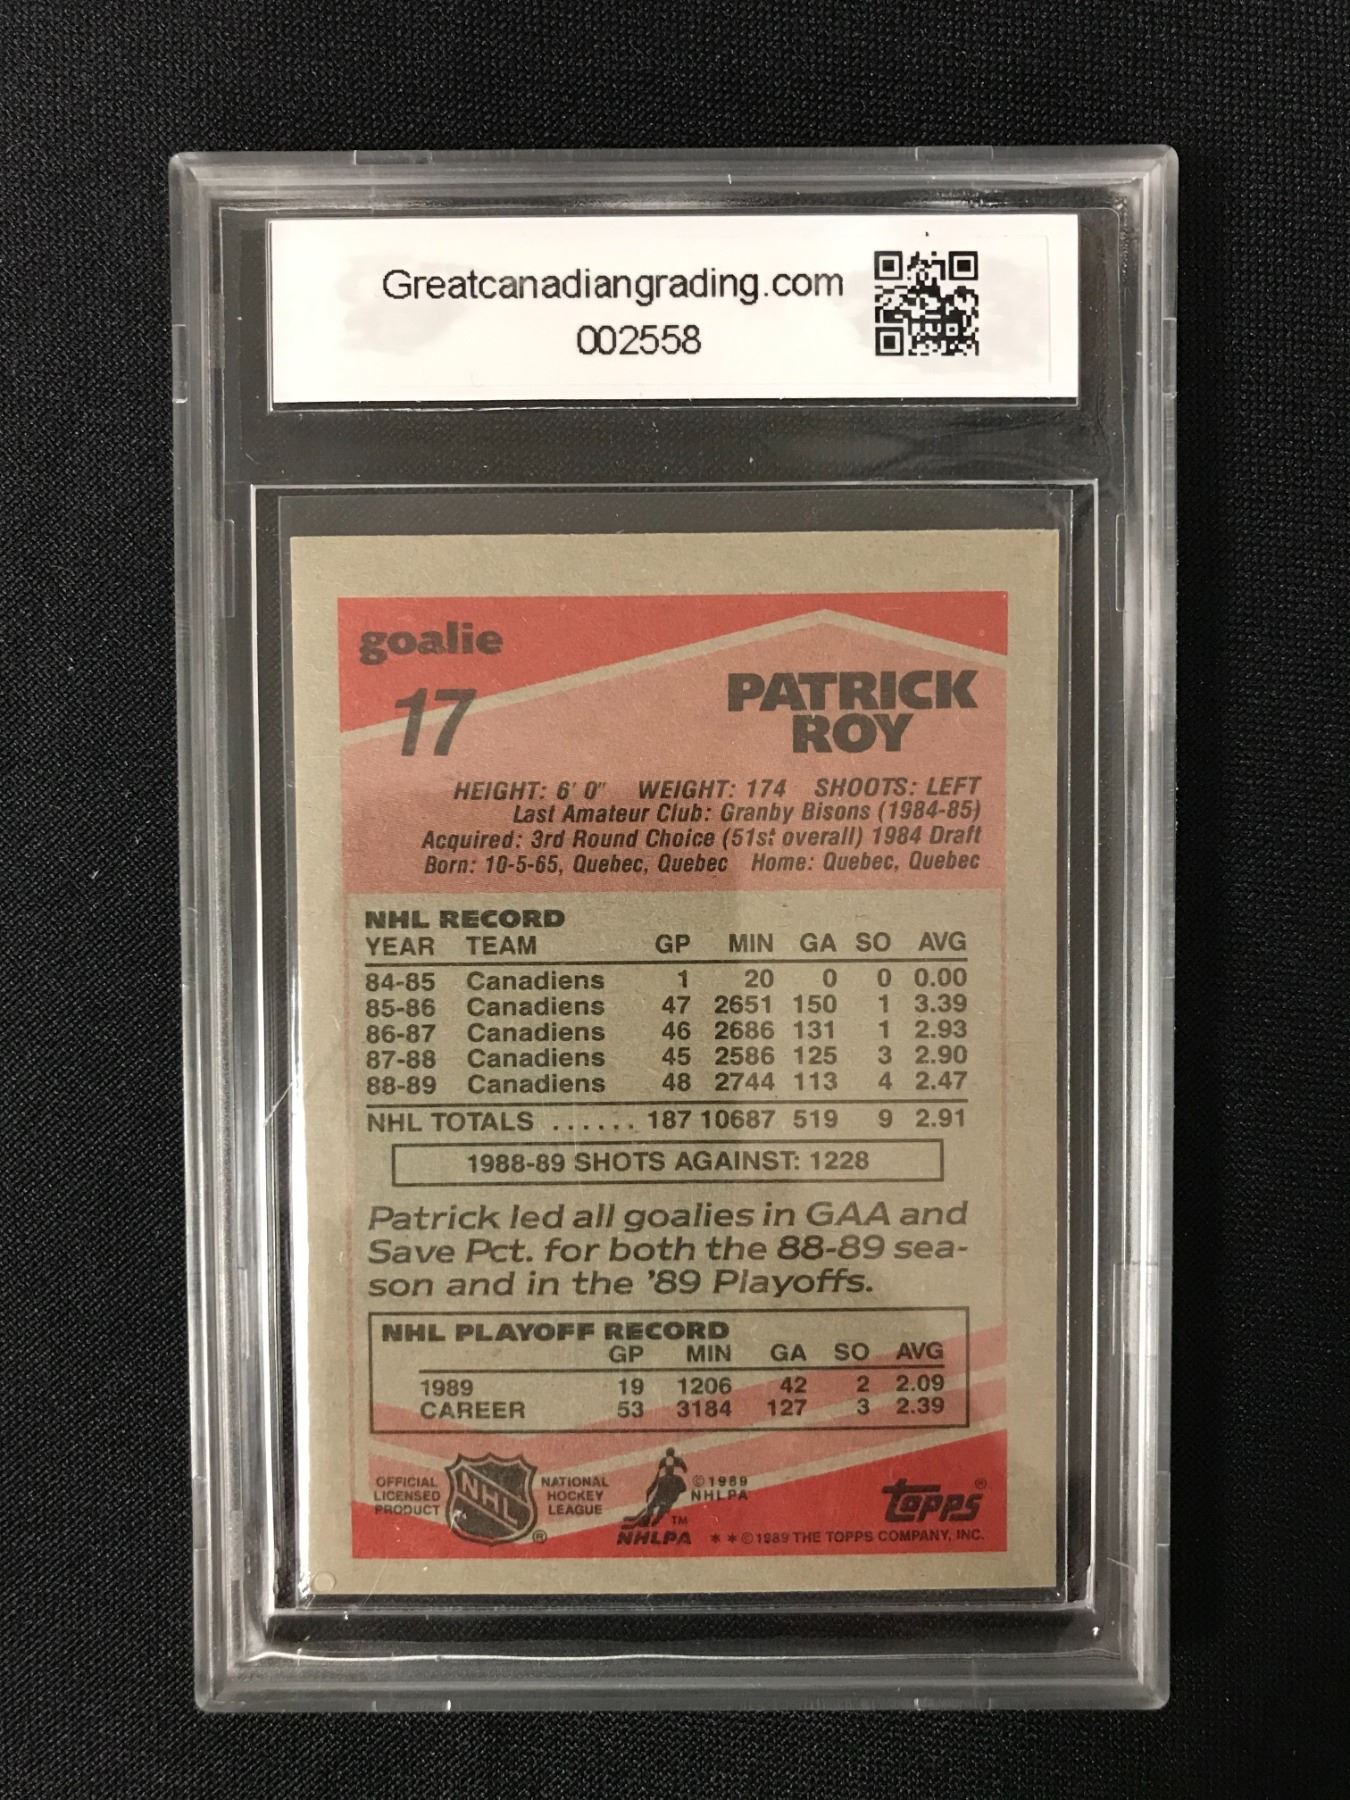 Greatcanadiangrading.com
002558
goalie
17
PATRICK
ROY
HEIGHT: 6' 0" WEIGHT: 174 SHOOTS: LEFT
Last Amateur Club: Granby Bisons (1984-85)
Acquired: 3rd Round Choice (51st overall) 1984 Draft
Born: 10-5-65, Quebec, Quebec Home: Quebec, Quebec
NHL RECORD
YEAR TEAM GP MIN GA SO AVG
84-85 Canadiens 1 20 0 0 0.00
85-86 Canadiens 47 2651 150 1 3.39
86-87 Canadiens 46 2686 131 1 2.93
87-88 Canadiens 45 2586 125 3 2.90
88-89 Canadiens 48 2744 113 4 2.47
NHL TOTALS ...... 187 10687 519 9 2.91
1988-89 SHOTS AGAINST: 1228
Patrick led all goalies in GAA and
Save Pct. for both the 88-89 sea-
son and in the '89 Playoffs.
NHL PLAYOFF RECORD
GP MIN GA SO AVG
1989 19 1206 42 2 2.09
CAREER 53 3184 127 3 2.39
OFFICIAL
LICENSED
PRODUCT
NHL
®
NATIONAL
HOCKEY
LEAGUE
TM
NHLPA
©1989
NHLPA
topps®
**©1989 THE TOPPS COMPANY, INC.